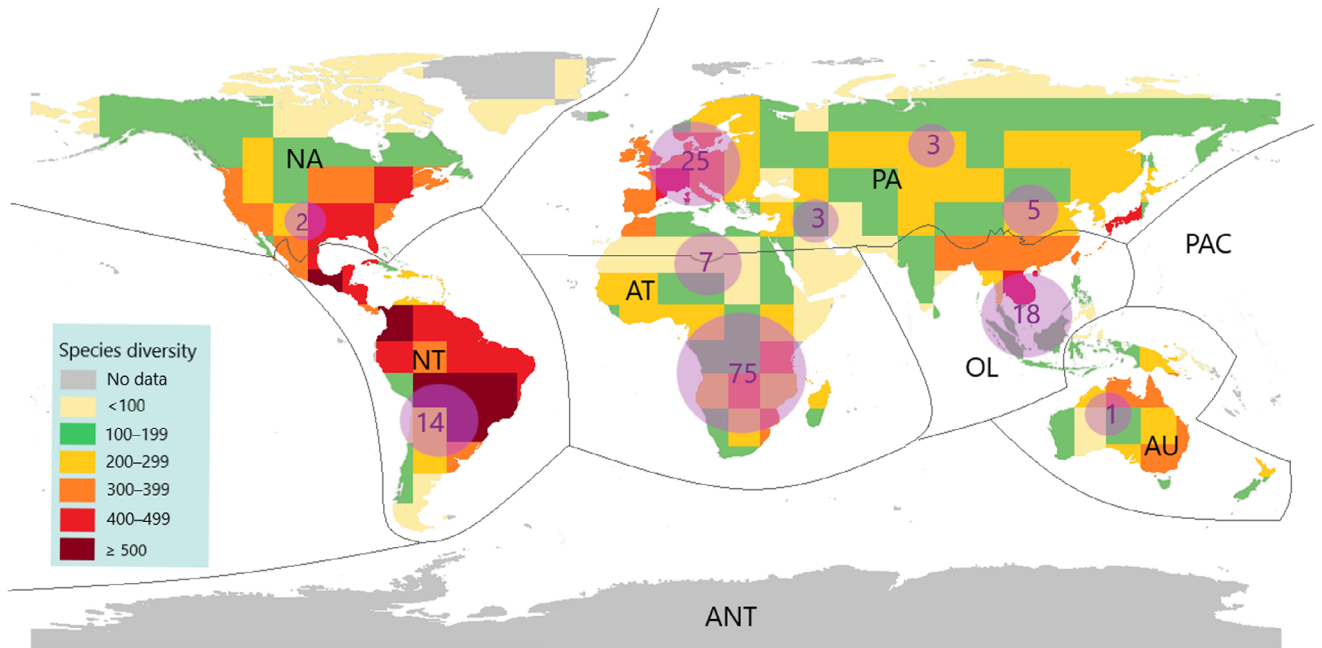 NA
25
3
PA
2
3
5
PAC
7
AT
18
OL
NT
75
14
1
AU
Species diversity
No data
<100
100–199
200–299
300–399
400–499
≥ 500
ANT